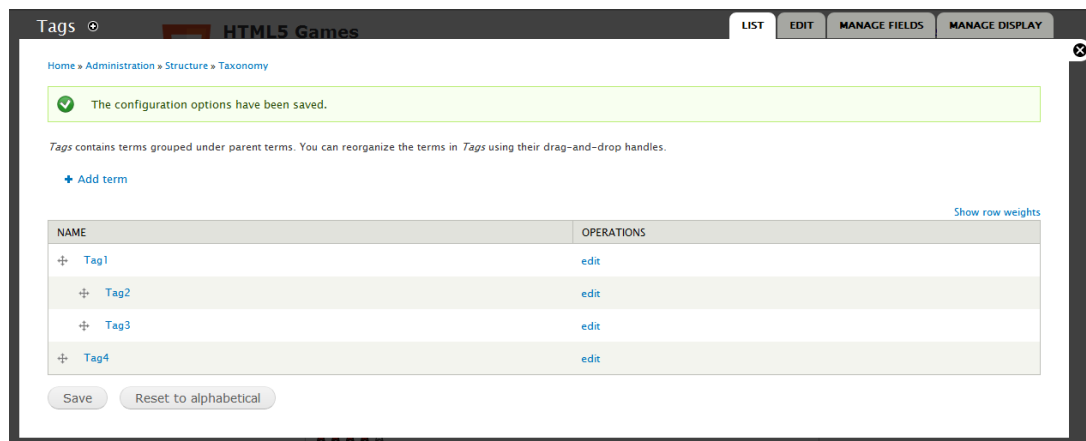 Tags
HTML5 Games
LIST EDIT MANAGE FIELDS MANAGE DISPLAY
Home » Administration » Structure » Taxonomy
The configuration options have been saved.
Tags contains terms grouped under parent terms. You can reorganize the terms in Tags using their drag-and-drop handles.
+ Add term
Show row weights
NAME OPERATIONS
Tag1 edit
Tag2 edit
Tag3 edit
Tag4 edit
Save Reset to alphabetical